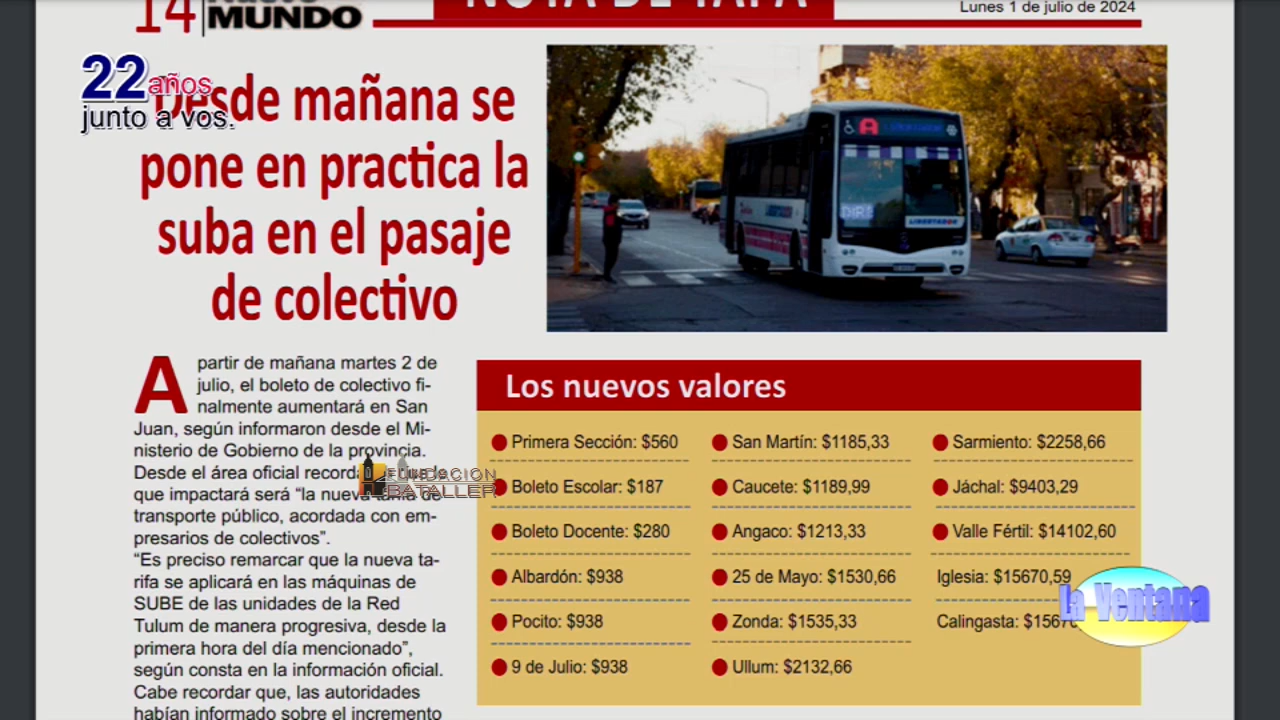 14
Nuevo
MUNDO
NOTA DE TAPA
Lunes 1 de julio de 2024
22 años
junto a vos.
Desde mañana se
pone en practica la
suba en el pasaje
de colectivo
A
LIBERTADOR
A partir de mañana martes 2 de
julio, el boleto de colectivo fi-
nalmente aumentará en San
Juan, según informaron desde el Mi-
nisterio de Gobierno de la provincia.
Desde el área oficial
que impactará será “la nueva tarifa de
transporte público, acordada con em-
presarios de colectivos”.
“Es preciso remarcar que la nueva ta-
rifa se aplicará en las máquinas de
SUBE de las unidades de la Red
Tulum de manera progresiva, desde la
primera hora del día mencionado”,
según consta en la información oficial.
Cabe recordar que, las autoridades
habían informado sobre el incremento
FUNDACION
BATALLER
Los nuevos valores
Primera Sección: $560
Boleto Escolar: $187
Boleto Docente: $280
Albardón: $938
Pocito: $938
9 de Julio: $938
San Martín: $1185,33
Caucete: $1189,99
Angaco: $1213,33
25 de Mayo: $1530,66
Zonda: $1535,33
Ullum: $2132,66
Sarmiento: $2258,66
Jáchal: $9403,29
Valle Fértil: $14102,60
Iglesia: $15670,59
Calingasta:
La Ventana